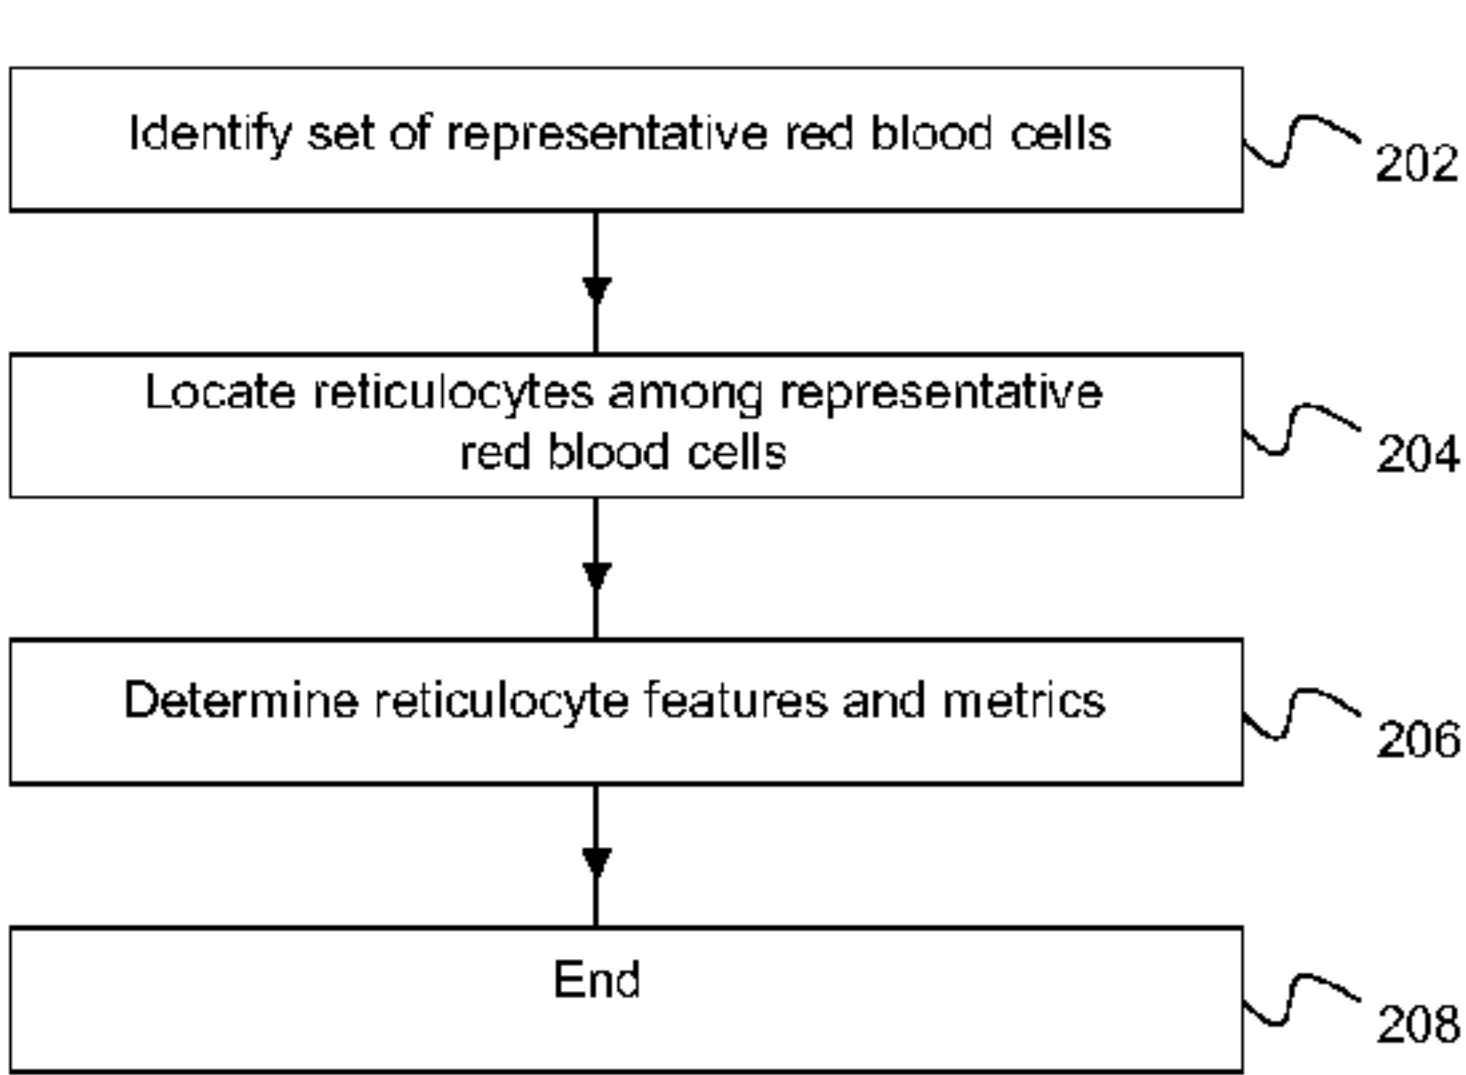 Identify set of representative red blood cells
202
Locate reticulocytes among representative
red blood cells
204
Determine reticulocyte features and metrics
206
End
208